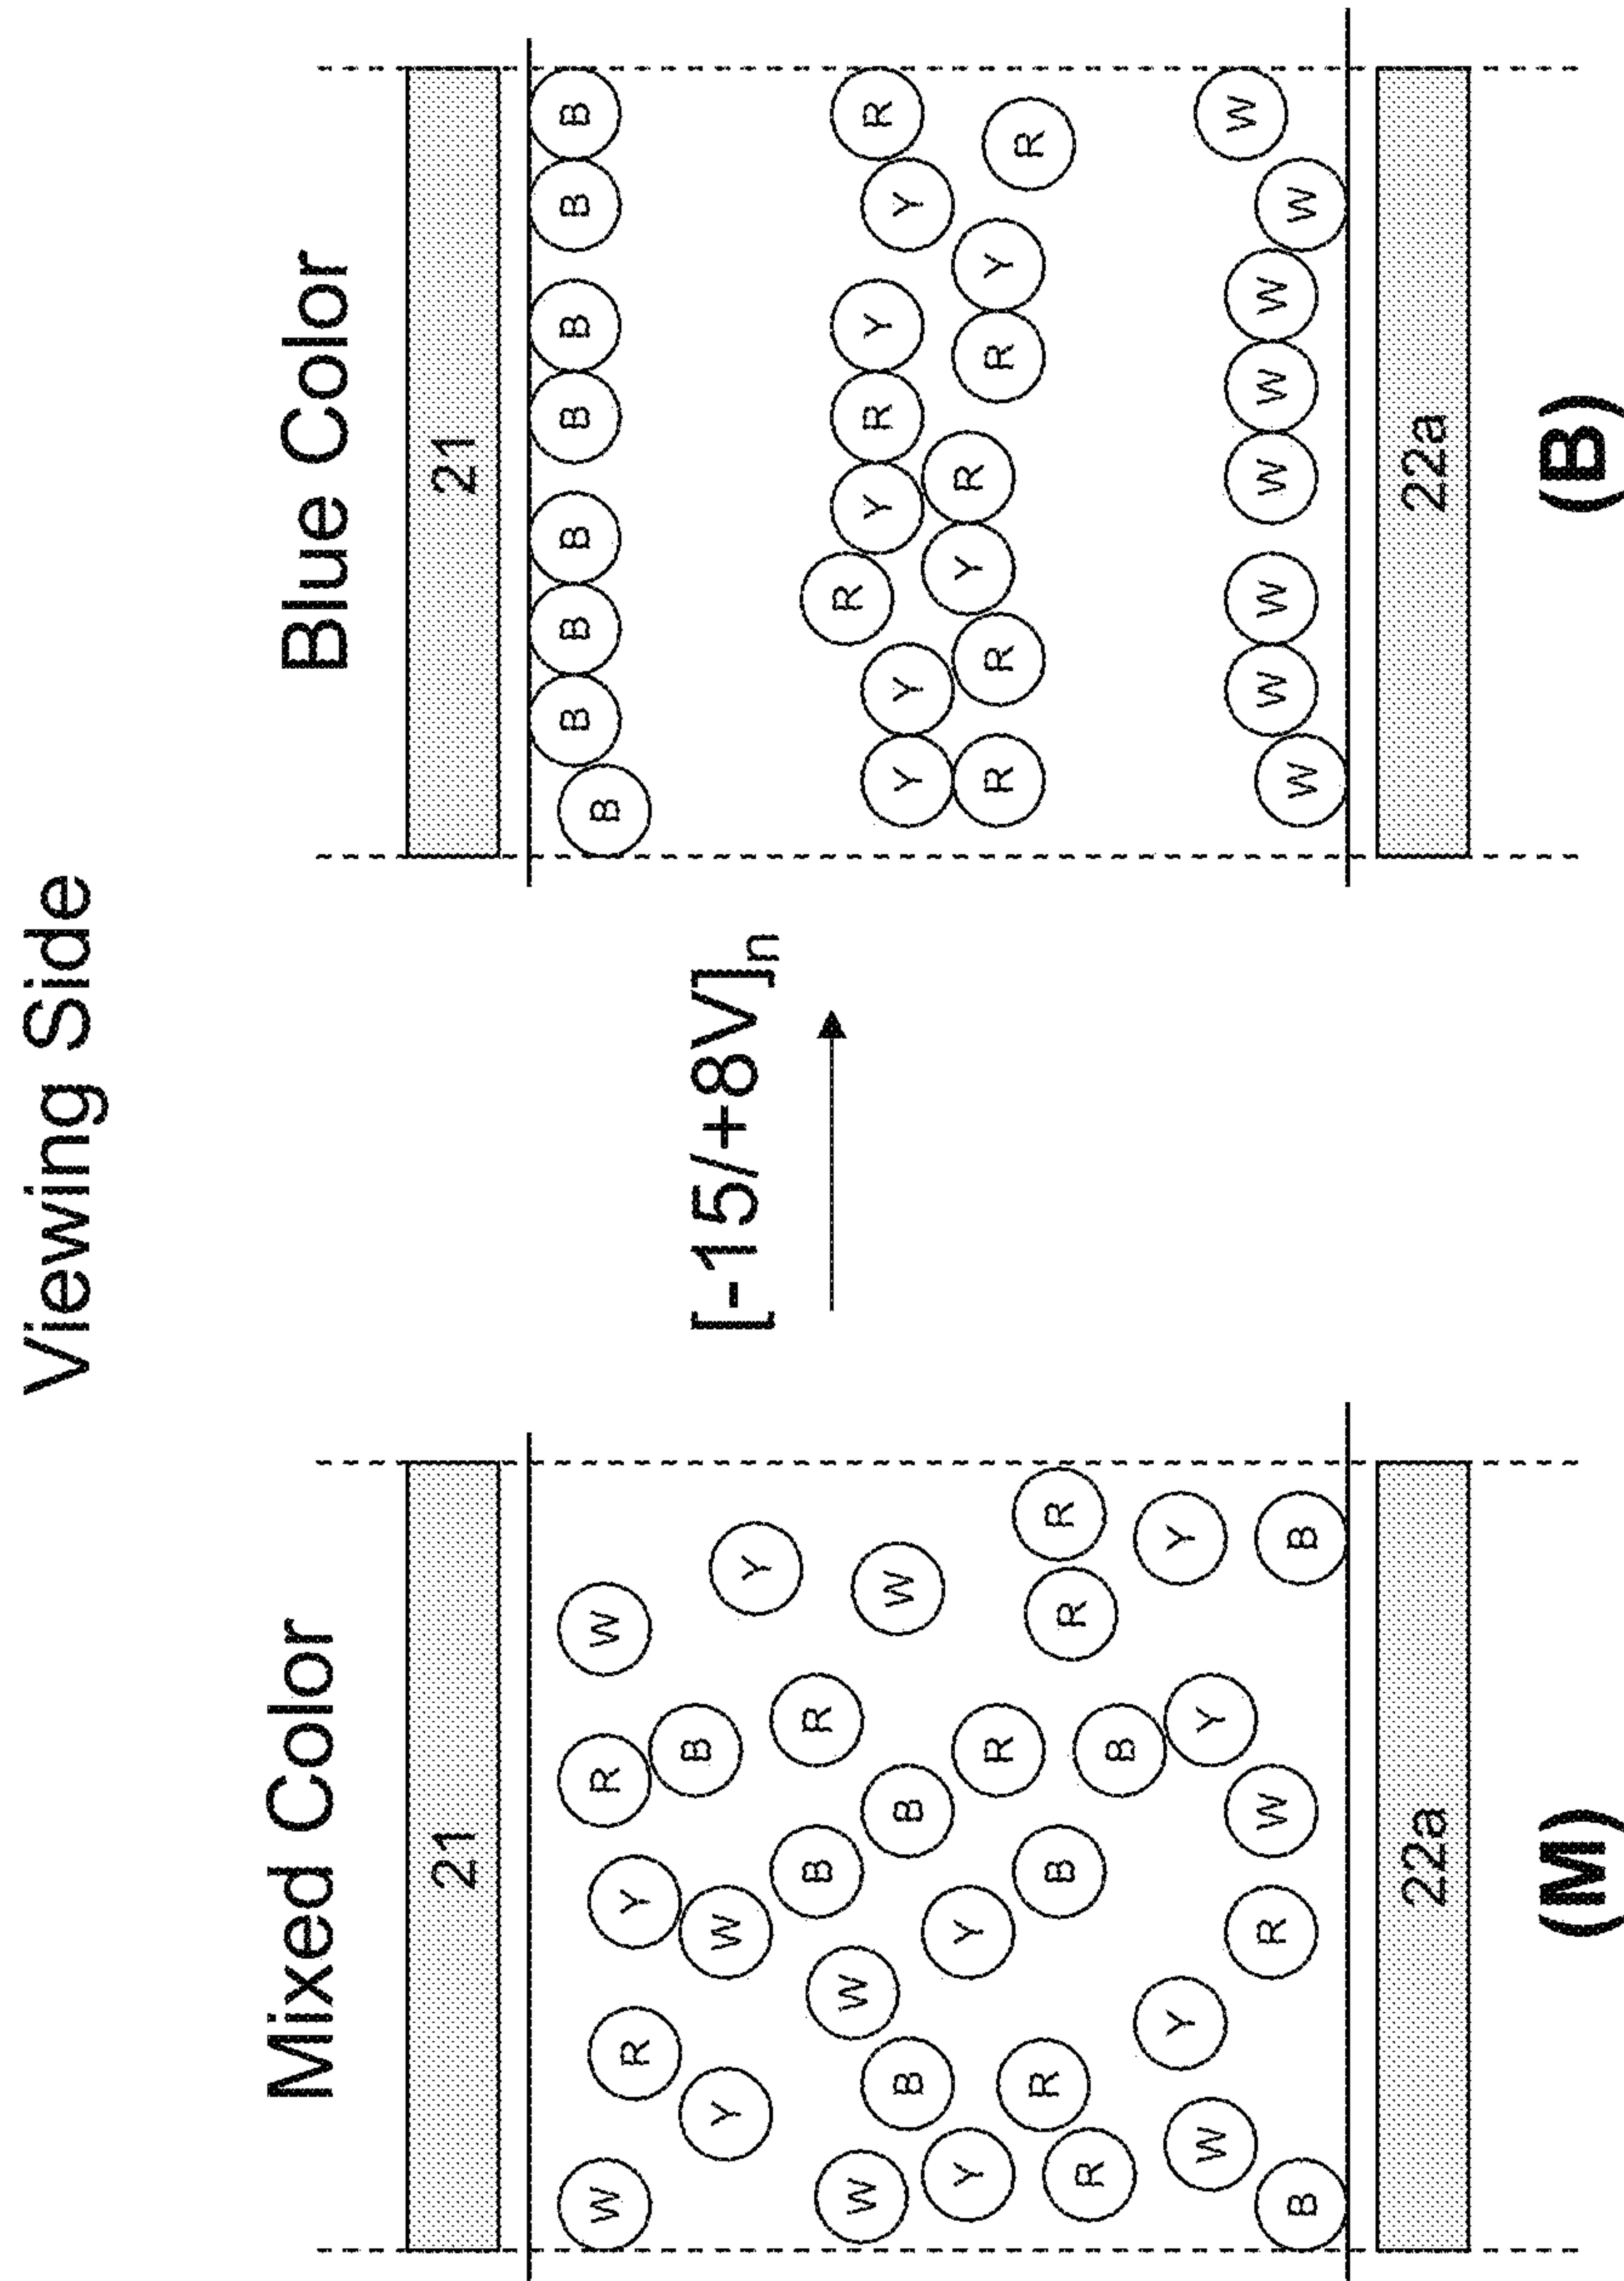 Viewing Side
Mixed Color
21
W R Y R W
Y W B Y
W W B R W
B B
Y Y R
R R B R R
Y B Y
W Y
B R W B
22a
(M)
[-15/+8V]n
Blue Color
21
B B B B B B B B
Y Y R Y R Y Y R
R R Y R R Y R
W W W W W W W W
22a
(B)